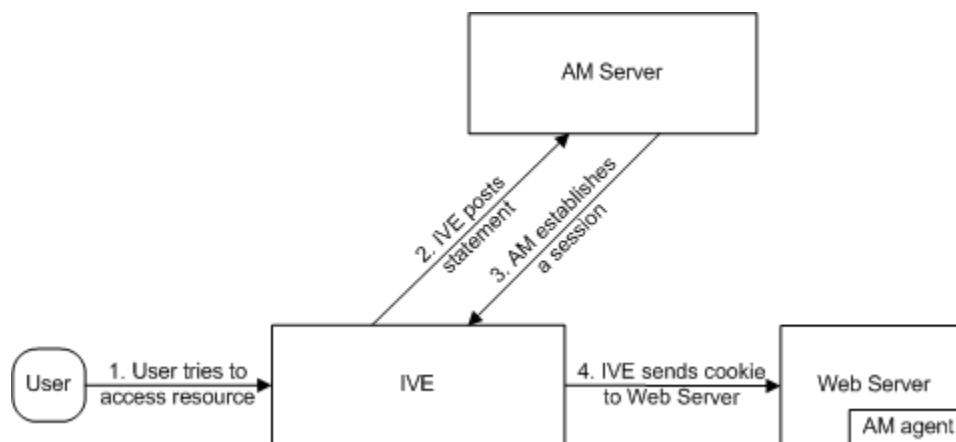 AM Server
2. IVE posts
statement
3. AM establishes
a session
User
1. User tries to
access resource
IVE
4. IVE sends cookie
to Web Server
Web Server
AM agent